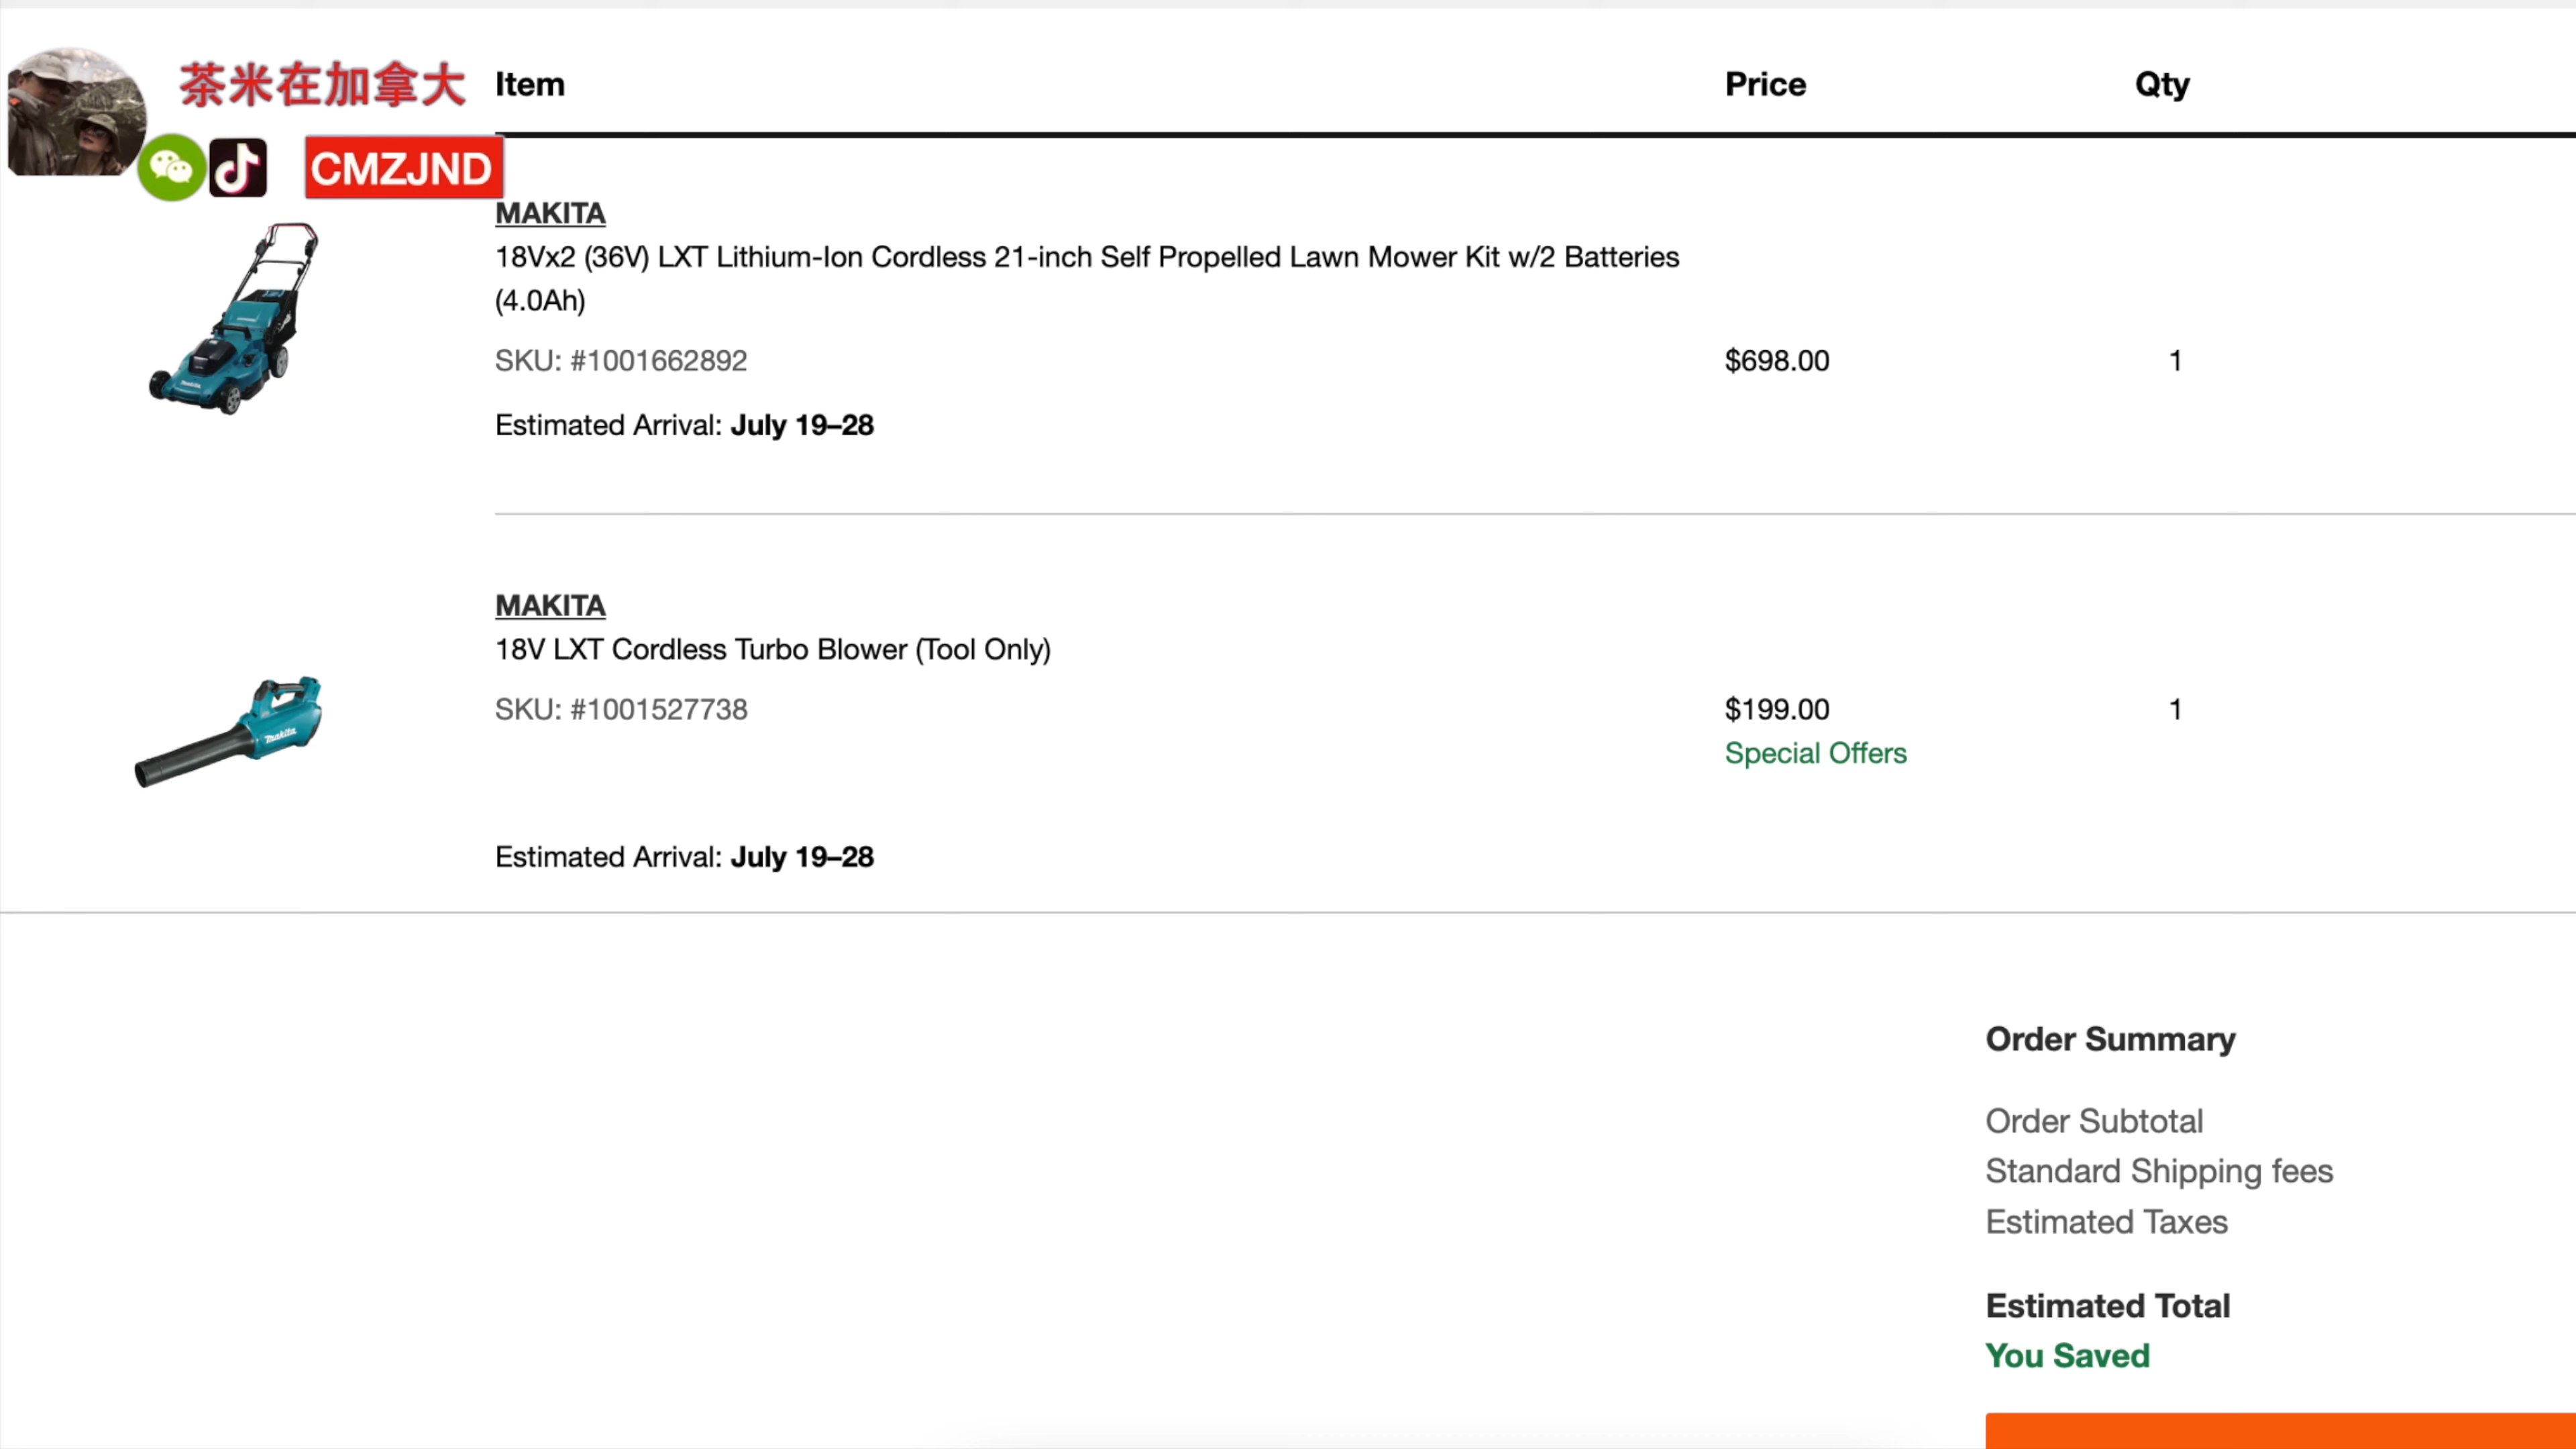 茶米在加拿大
CMZJND
Item Price Qty
MAKITA
18Vx2 (36V) LXT Lithium-Ion Cordless 21-inch Self Propelled Lawn Mower Kit w/2 Batteries
(4.0Ah)
SKU: #1001662892 $698.00 1
Estimated Arrival: July 19–28
MAKITA
18V LXT Cordless Turbo Blower (Tool Only)
SKU: #1001527738 $199.00 1
Special Offers
makita
Estimated Arrival: July 19–28
Order Summary
Order Subtotal
Standard Shipping fees
Estimated Taxes
Estimated Total
You Saved